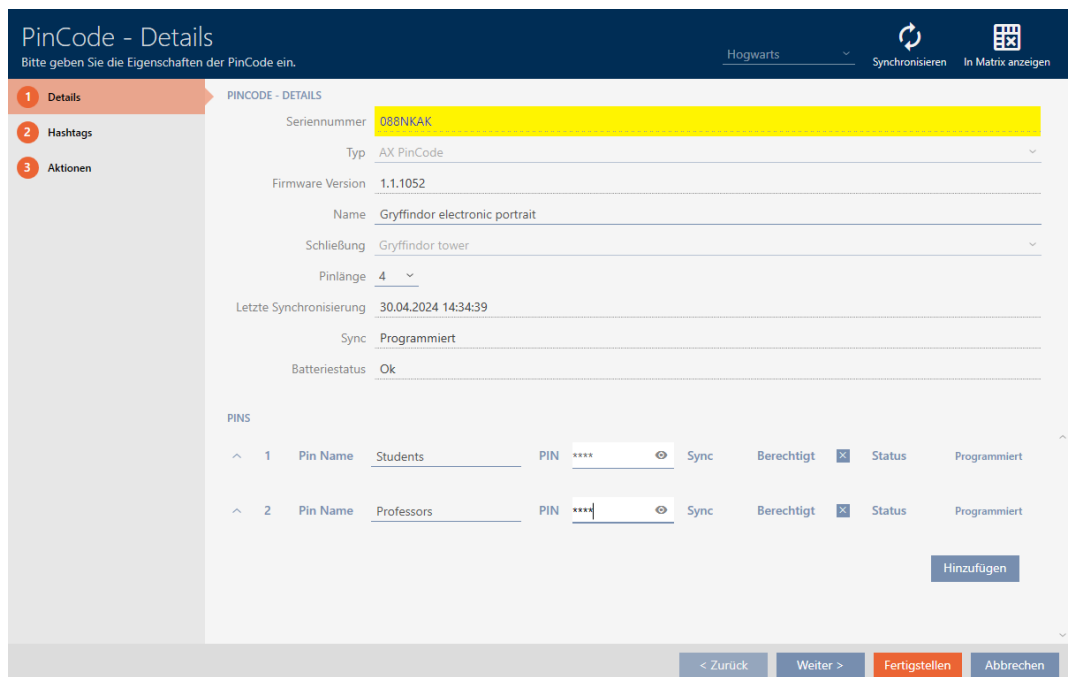 PinCode - Details
Bitte geben Sie die Eigenschaften der PinCode ein.
Hogwarts
Synchronisieren
In Matrix anzeigen
1 Details
2 Hashtags
3 Aktionen
PINCODE - DETAILS
Seriennummer 088NKAK
Typ AX PinCode
Firmware Version 1.1.1052
Name Gryffindor electronic portrait
Schließung Gryffindor tower
Pinlänge 4
Letzte Synchronisierung 30.04.2024 14:34:39
Sync Programmiert
Batteriestatus Ok
PINS
1 Pin Name Students PIN **** Sync Berechtigt Status Programmiert
2 Pin Name Professors PIN **** Sync Berechtigt Status Programmiert
Hinzufügen
< Zurück Weiter > Fertigstellen Abbrechen